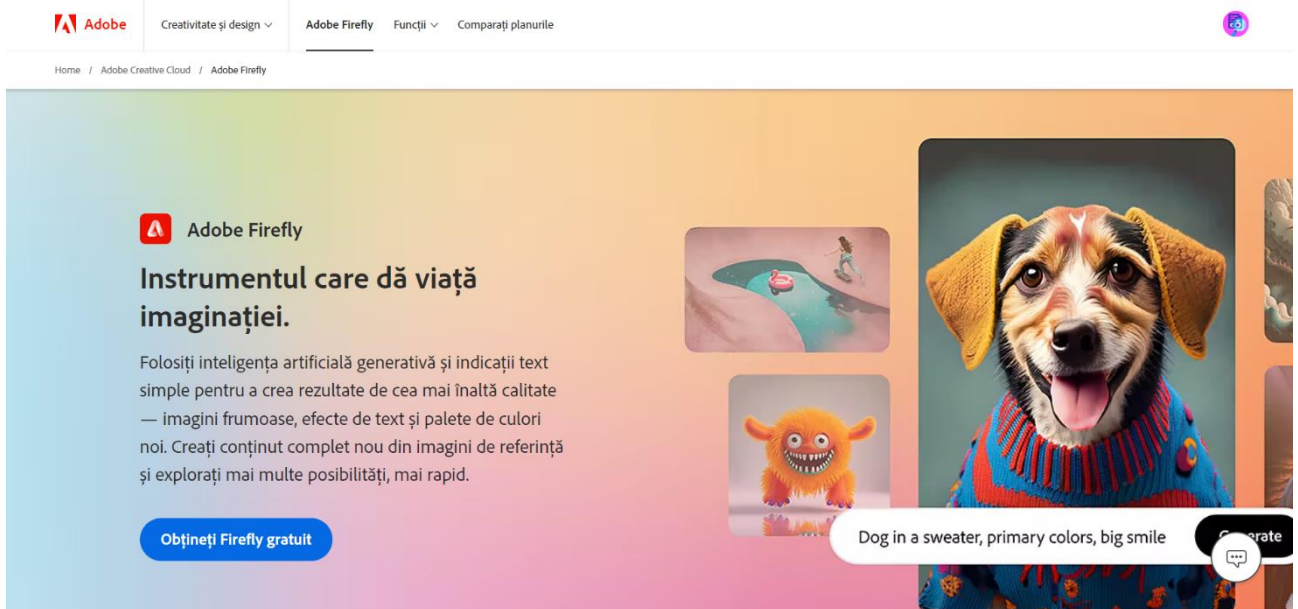 Adobe
Creativitate și design
Adobe Firefly
Funcții
Comparați planurile
Home / Adobe Creative Cloud / Adobe Firefly
Adobe Firefly
Instrumentul care dă viață
imaginației.
Folosiți inteligența artificială generativă și indicații text
simple pentru a crea rezultate de cea mai înaltă calitate
— imagini frumoase, efecte de text și palete de culori
noi. Creați conținut complet nou din imagini de referință
și explorați mai multe posibilități, mai rapid.
Obțineți Firefly gratuit
Dog in a sweater, primary colors, big smile